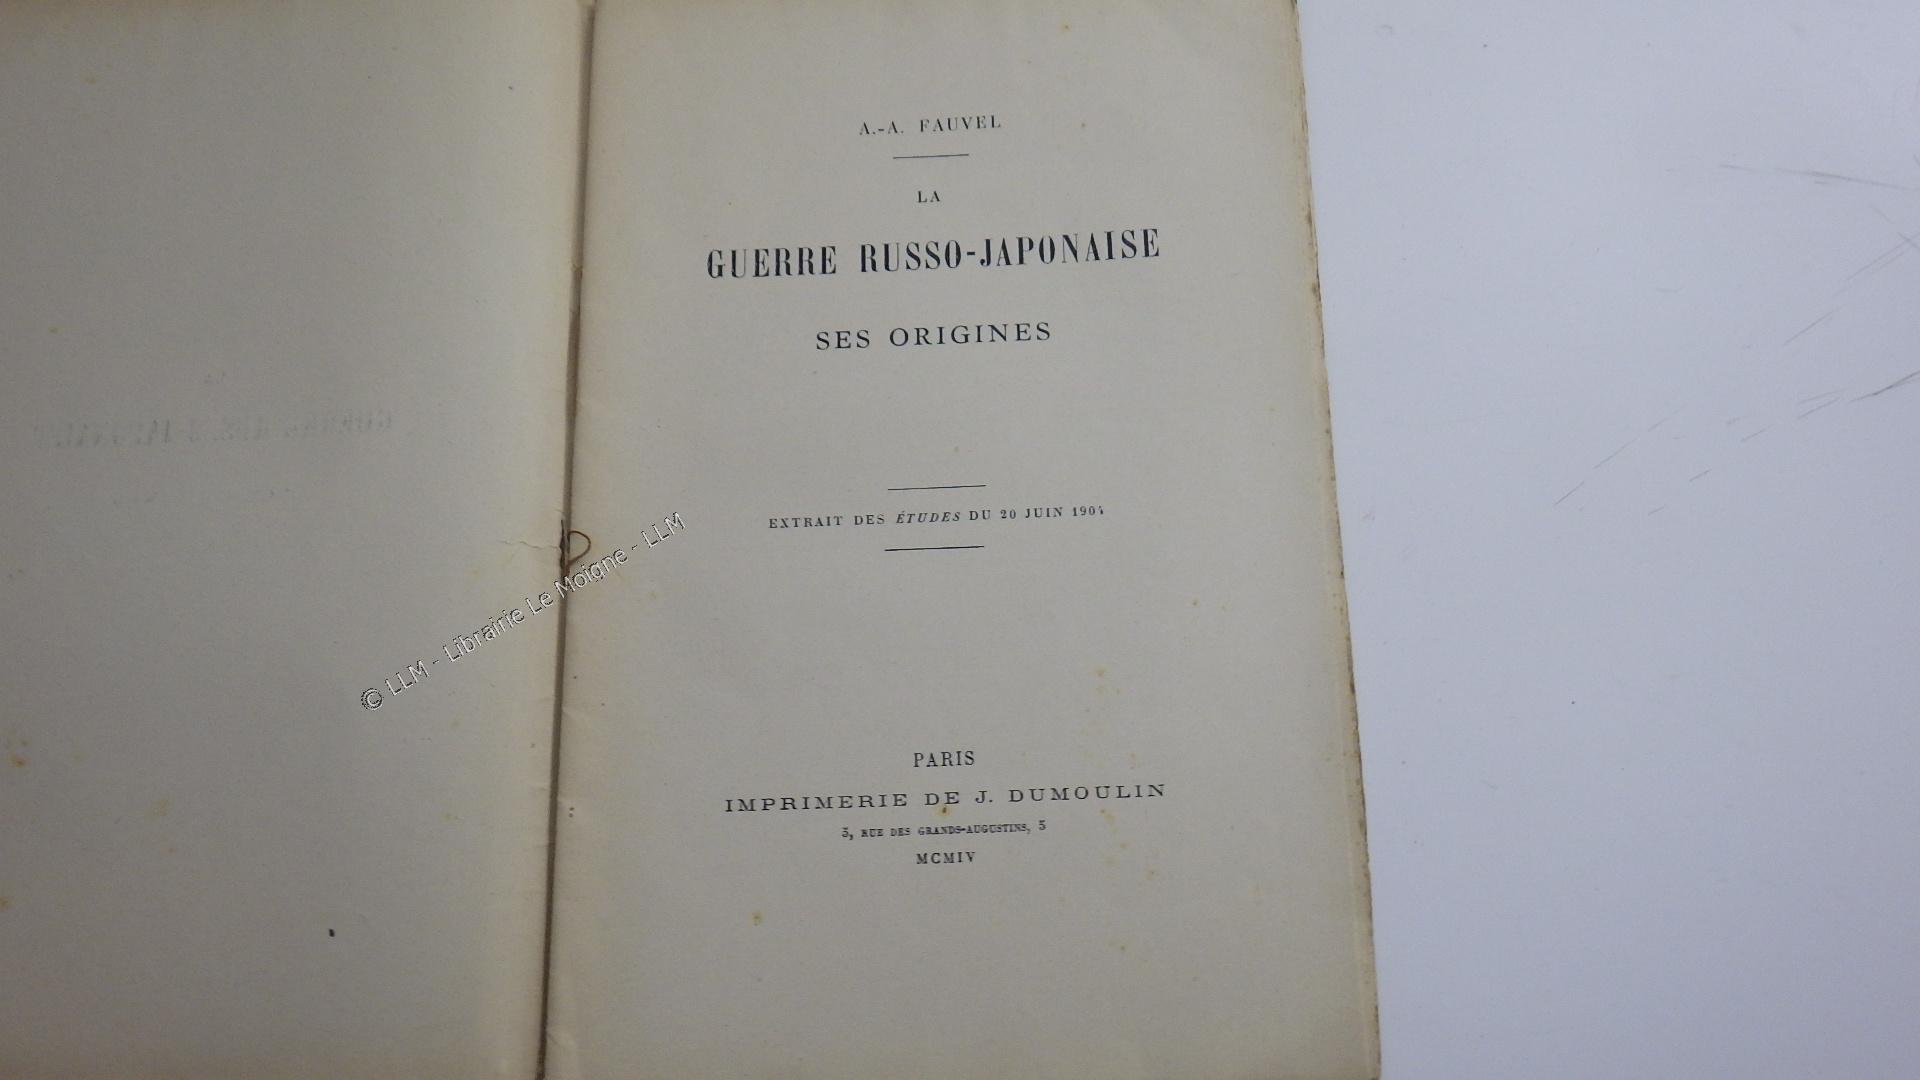 A.-A. FAUVEL
LA
GUERRE RUSSO-JAPONAISE
SES ORIGINES
EXTRAIT DES ÉTUDES DU 20 JUIN 1904
© LLM - Librairie Le Moigne - LLM
PARIS
IMPRIMERIE DE J. DUMOULIN
5, RUE DES GRANDS-AUGUSTINS, 5
MCMIV